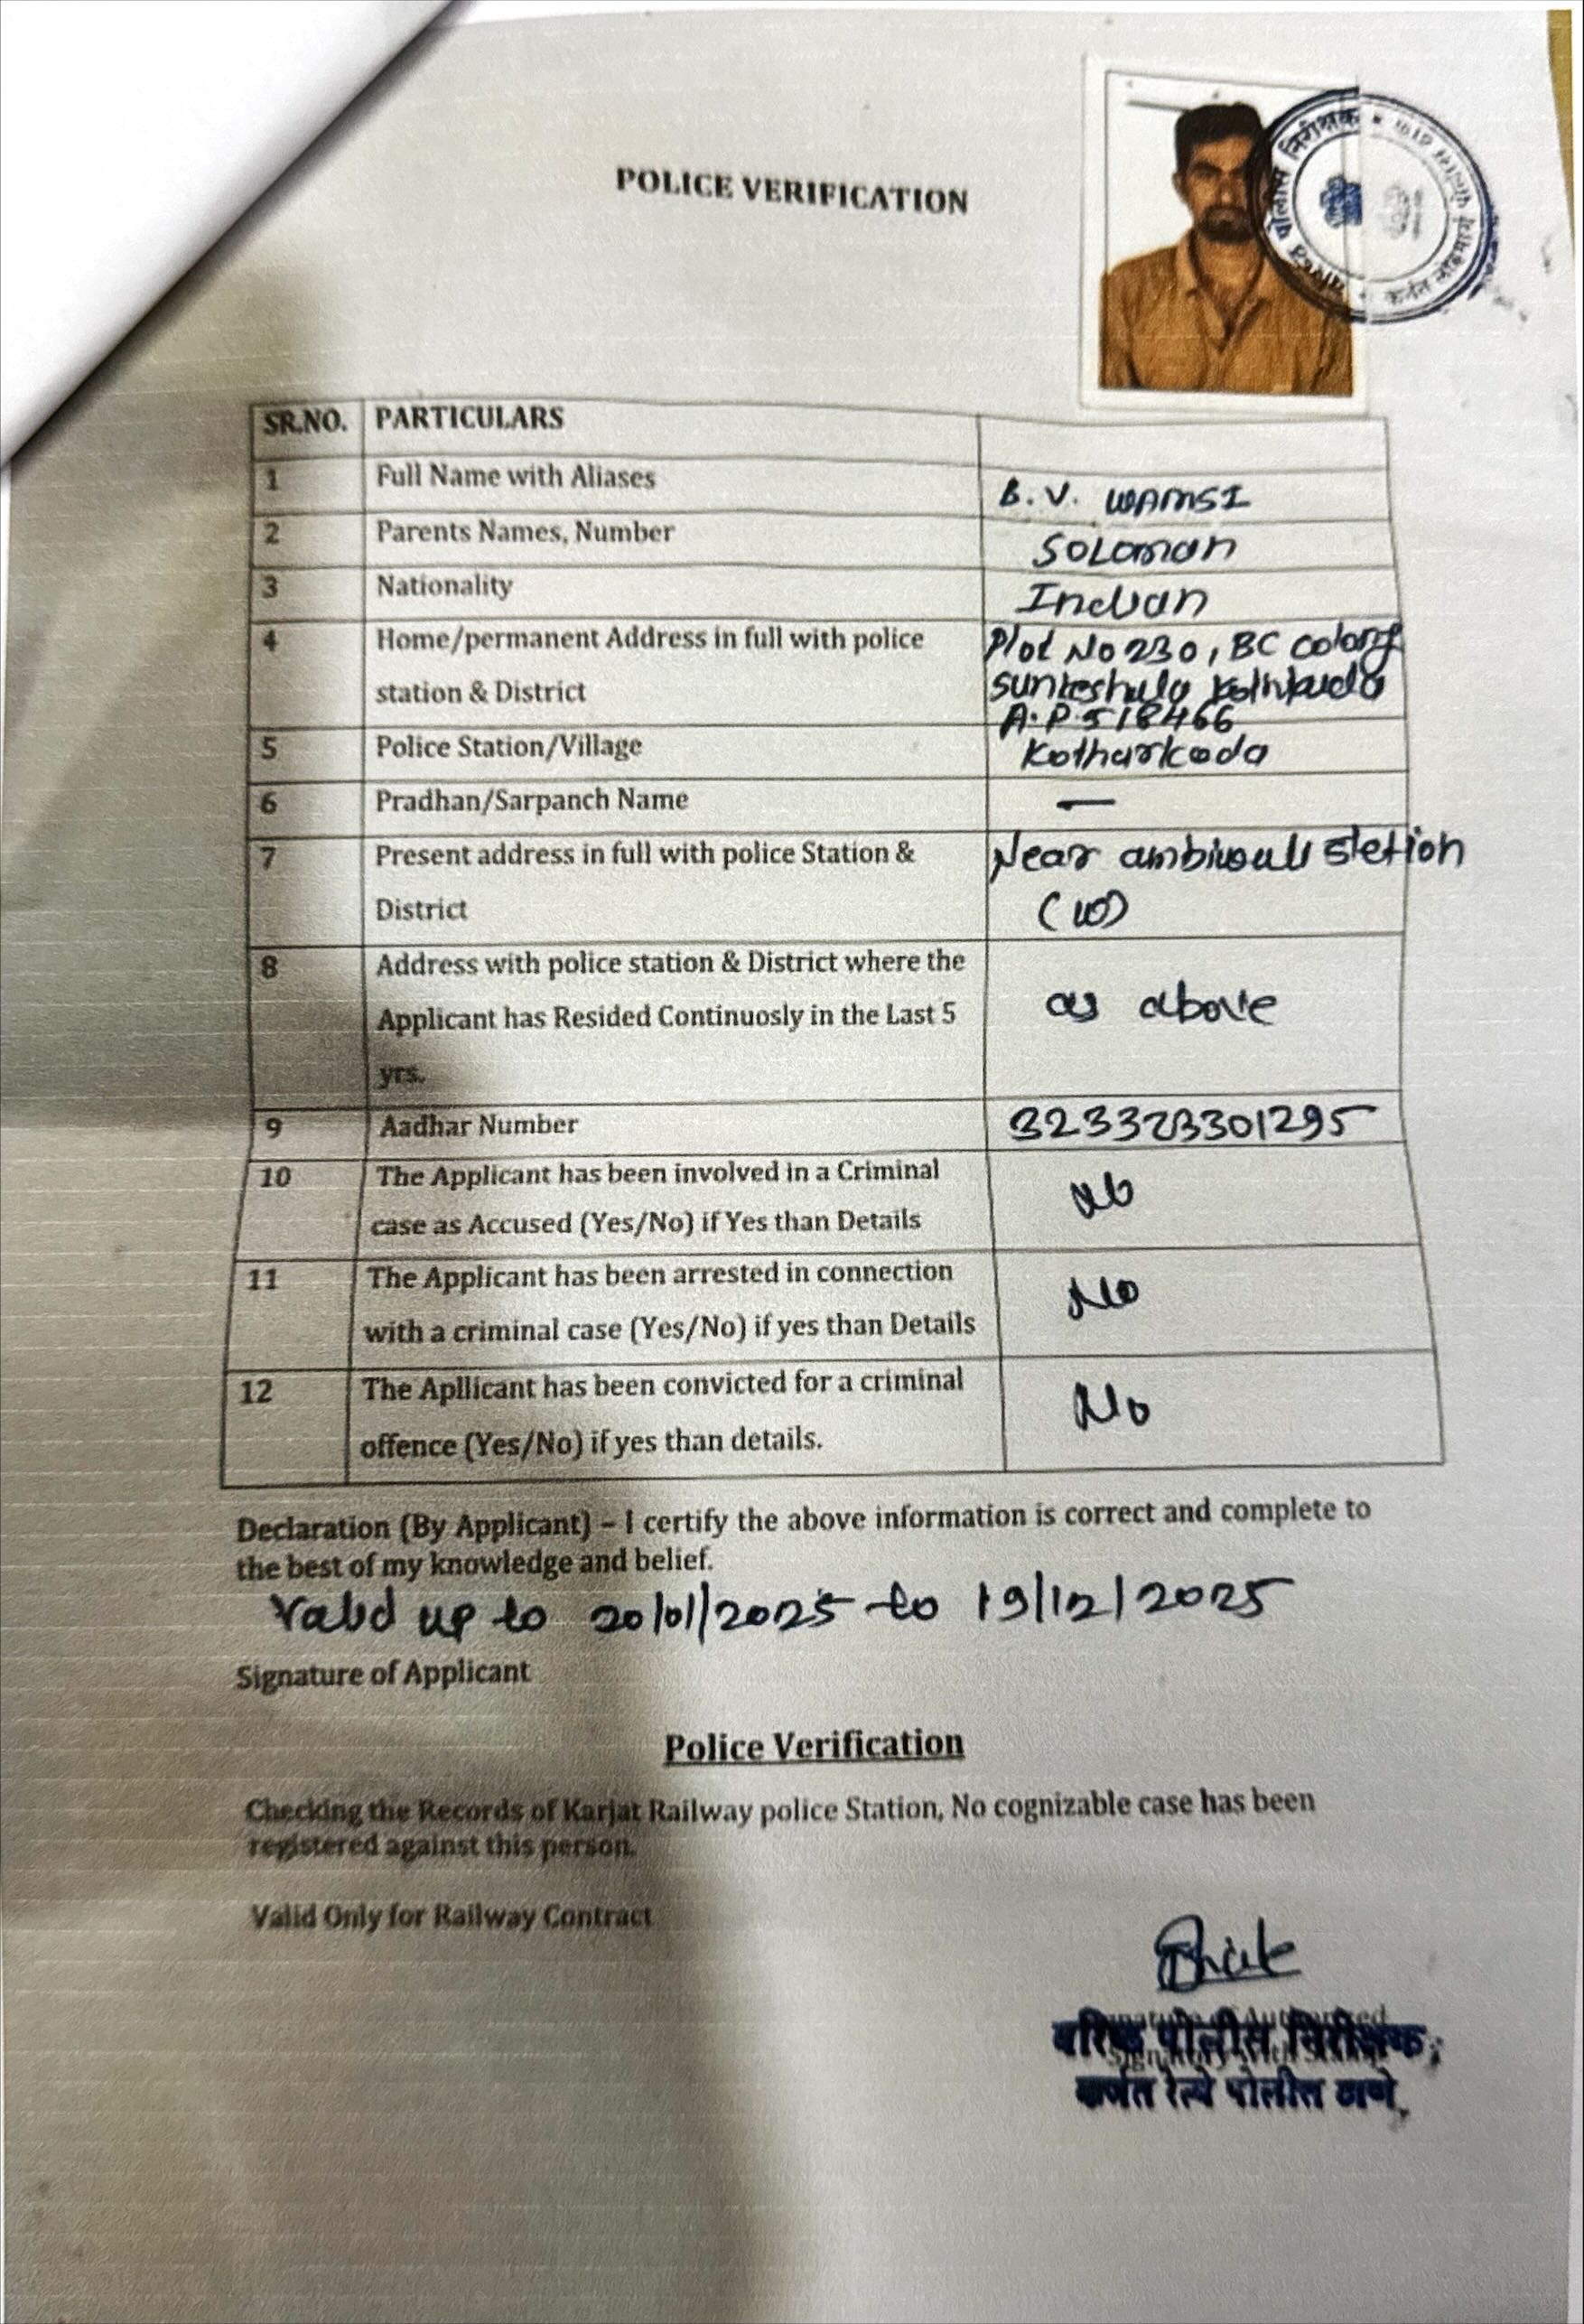 POLICE VERIFICATION
पोलीस निरीक्षक
SR.NO. PARTICULARS
1 Full Name with Aliases B. V. WAMSI
2 Parents Names, Number Soloman
3 Nationality Indian
4 Home/permanent Address in full with police Plot No 230, BC colony
station & District sunkeshula
A.P 518466
5 Police Station/Village Kotharkoda
6 Pradhan/Sarpanch Name —
7 Present address in full with police Station & Near ambivali stetion
District (W)
8 Address with police station & District where the
Applicant has Resided Continuosly in the Last 5 as above
yrs.
9 Aadhar Number 323323301295
10 The Applicant has been involved in a Criminal No
case as Accused (Yes/No) if Yes than Details
11 The Applicant has been arrested in connection No
with a criminal case (Yes/No) if yes than Details
12 The Apllicant has been convicted for a criminal No
offence (Yes/No) if yes than details.
Declaration (By Applicant) – I certify the above information is correct and complete to
the best of my knowledge and belief.
Valid up to 20/01/2025 to 19/12/2025
Signature of Applicant
Police Verification
Checking the Records of Karjat Railway police Station, No cognizable case has been
registered against this person.
Valid Only for Railway Contract
वरिष्ठ पोलीस निरीक्षक,
कर्जत रेल्वे पोलीस ठाणे.